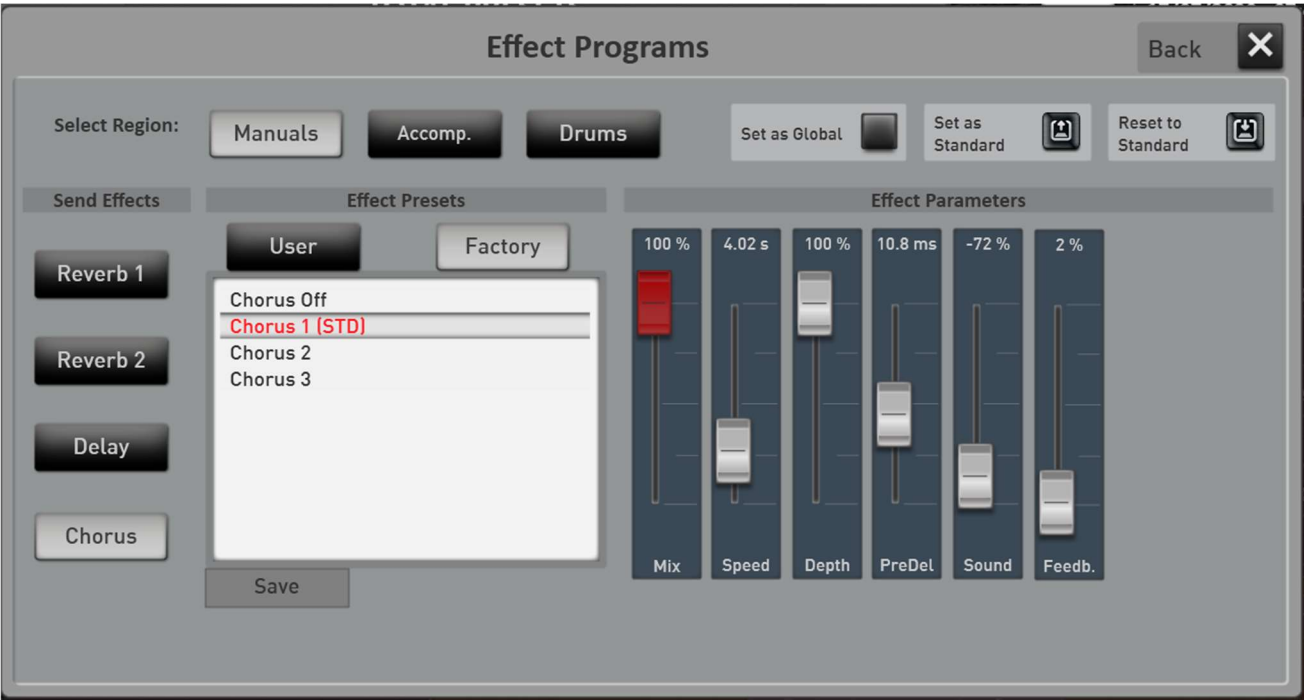 Effect Programs
Back
Select Region:
Manuals
Accomp.
Drums
Set as Global
Set as
Standard
Reset to
Standard
Send Effects
Effect Presets
Effect Parameters
Reverb 1
Reverb 2
Delay
Chorus
User
Factory
Chorus Off
Chorus 1 (STD)
Chorus 2
Chorus 3
Save
100 %
4.02 s
100 %
10.8 ms
-72 %
2 %
Mix
Speed
Depth
PreDel
Sound
Feedb.